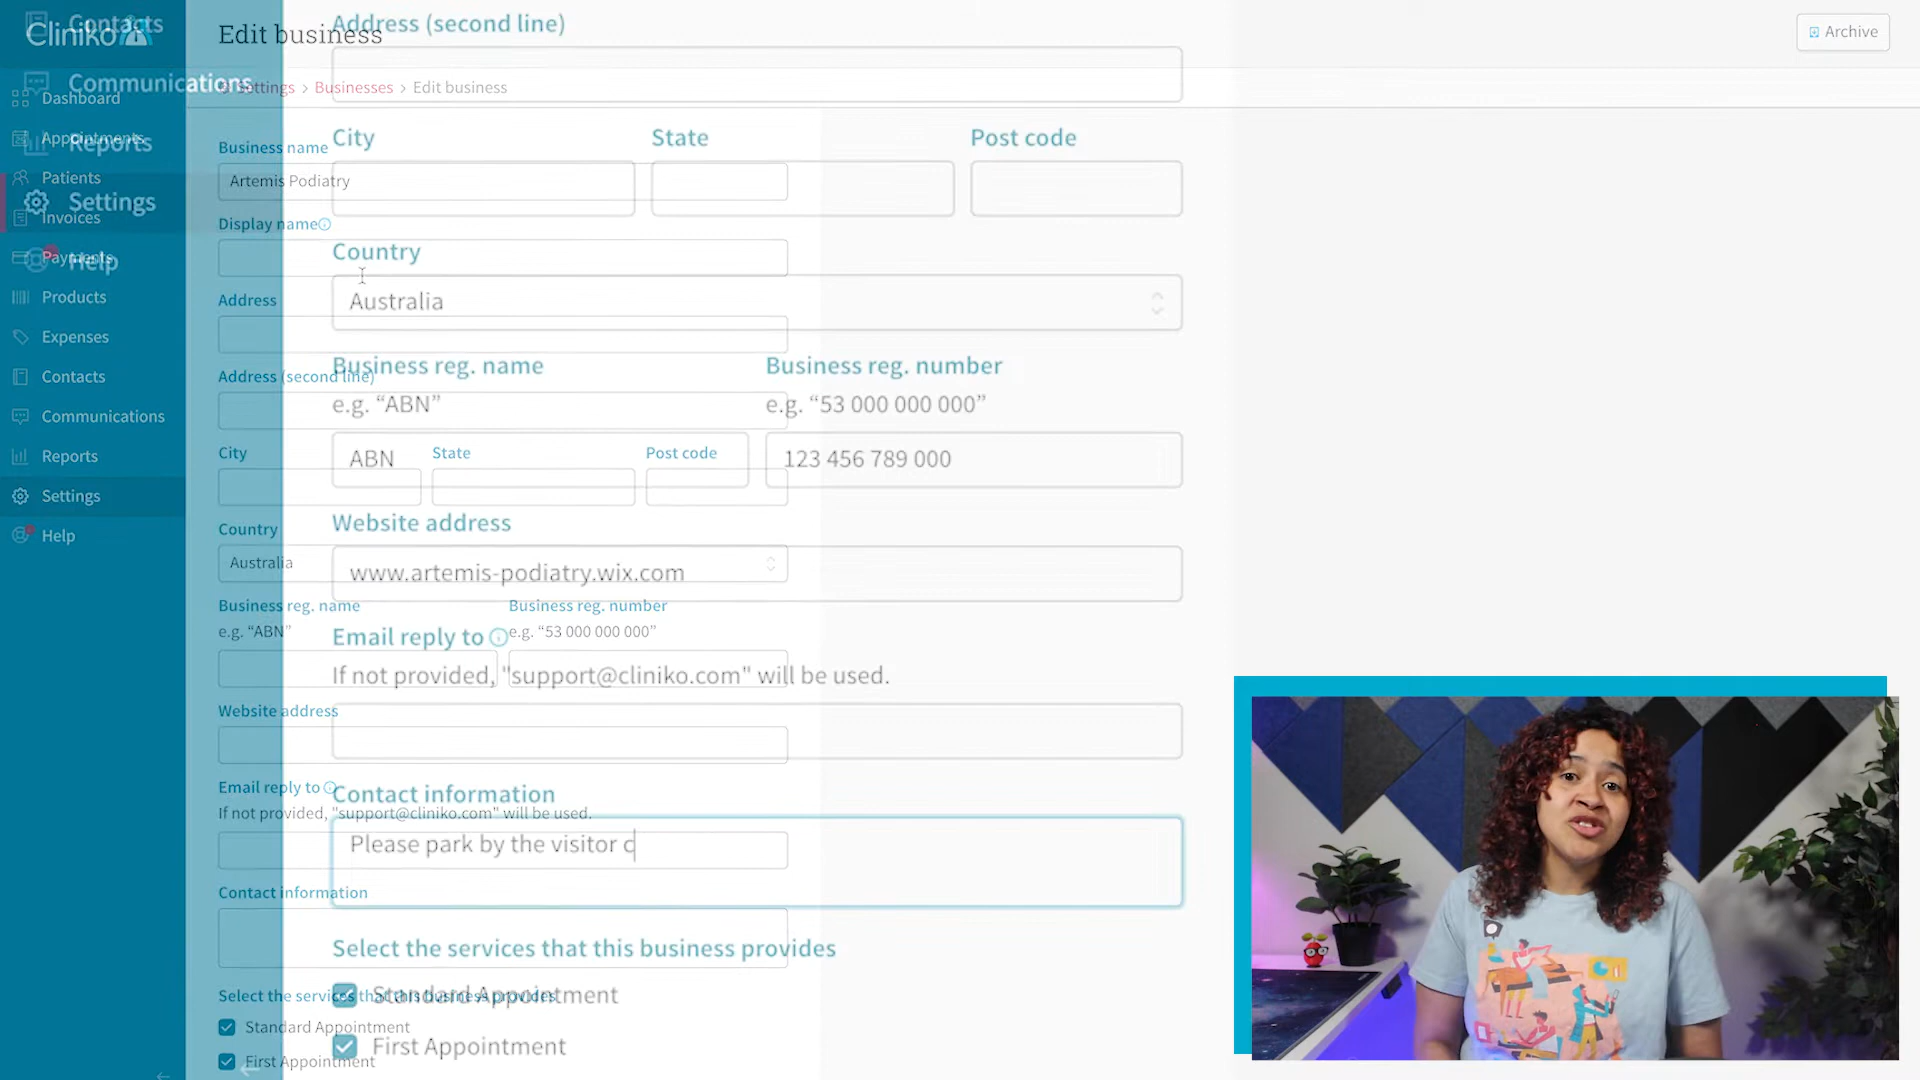 Cliniko
Dashboard
Appointments
Patients
Invoices
Payments
Products
Expenses
Contacts
Communications
Reports
Settings
Help
Contacts
Communications
Reports
Settings
Help
Edit business
Archive
Settings > Businesses > Edit business
Business name
Artemis Podiatry
Display name
Address
Address (second line)
City State Post code
Country
Australia
Business reg. name Business reg. number
e.g. “ABN” e.g. “53 000 000 000”
Website address
Email reply to
If not provided, "support@cliniko.com" will be used.
Contact information
Select the services that this business provides
Standard Appointment
First Appointment
Address (second line)
City State Post code
Country
Australia
Business reg. name Business reg. number
e.g. “ABN” e.g. “53 000 000 000”
ABN 123 456 789 000
Website address
www.artemis-podiatry.wix.com
Email reply to
If not provided, "support@cliniko.com" will be used.
Contact information
Please park by the visitor c
Select the services that this business provides
Standard Appointment
First Appointment